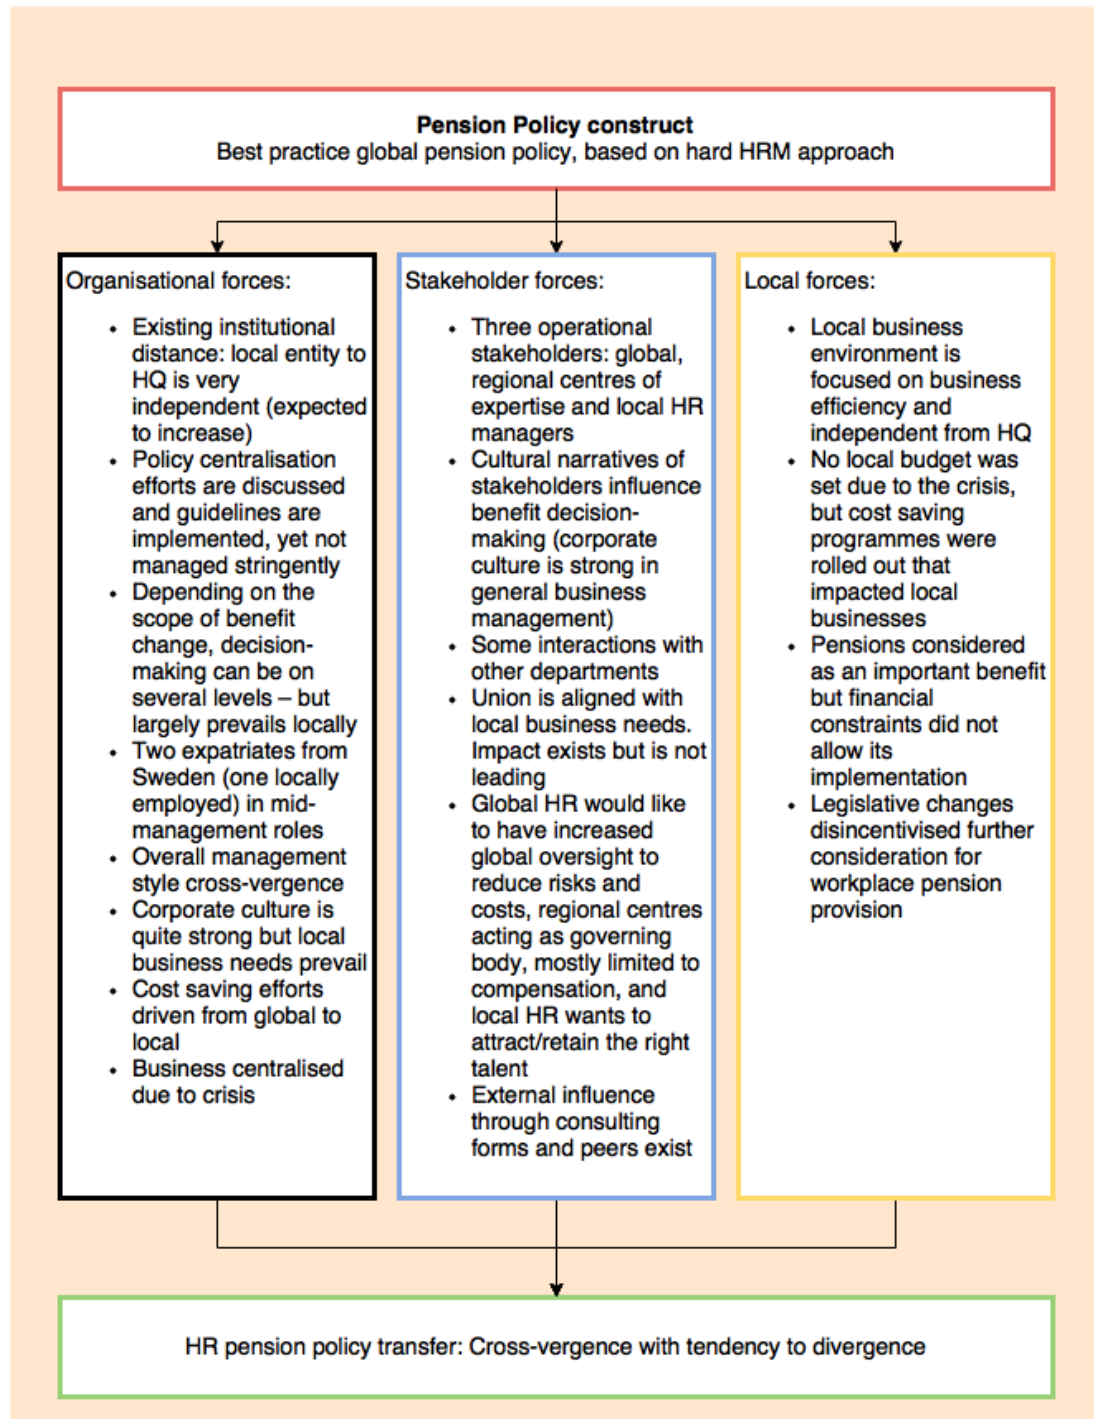 Pension Policy construct
Best practice global pension policy, based on hard HRM approach
Organisational forces:
• Existing institutional
distance: local entity to
HQ is very
independent (expected
to increase)
• Policy centralisation
efforts are discussed
and guidelines are
implemented, yet not
managed stringently
• Depending on the
scope of benefit
change, decision-
making can be on
several levels – but
largely prevails locally
• Two expatriates from
Sweden (one locally
employed) in mid-
management roles
• Overall management
style cross-vergence
• Corporate culture is
quite strong but local
business needs prevail
• Cost saving efforts
driven from global to
local
• Business centralised
due to crisis
Stakeholder forces:
• Three operational
stakeholders: global,
regional centres of
expertise and local HR
managers
• Cultural narratives of
stakeholders influence
benefit decision-
making (corporate
culture is strong in
general business
management)
• Some interactions with
other departments
• Union is aligned with
local business needs.
Impact exists but is not
leading
• Global HR would like
to have increased
global oversight to
reduce risks and
costs, regional centres
acting as governing
body, mostly limited to
compensation, and
local HR wants to
attract/retain the right
talent
• External influence
through consulting
forms and peers exist
Local forces:
• Local business
environment is
focused on business
efficiency and
independent from HQ
• No local budget was
set due to the crisis,
but cost saving
programmes were
rolled out that
impacted local
businesses
• Pensions considered
as an important benefit
but financial
constraints did not
allow its
implementation
• Legislative changes
disincentivised further
consideration for
workplace pension
provision
HR pension policy transfer: Cross-vergence with tendency to divergence